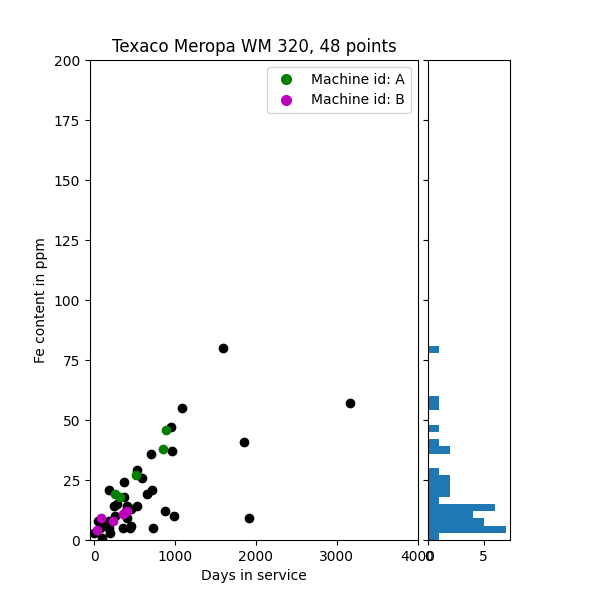 Texaco Meropa WM 320, 48 points
Machine id: A
Machine id: B
200
175
150
125
100
75
50
25
0
Fe content in ppm
0 1000 2000 3000 4000
0 5
Days in service